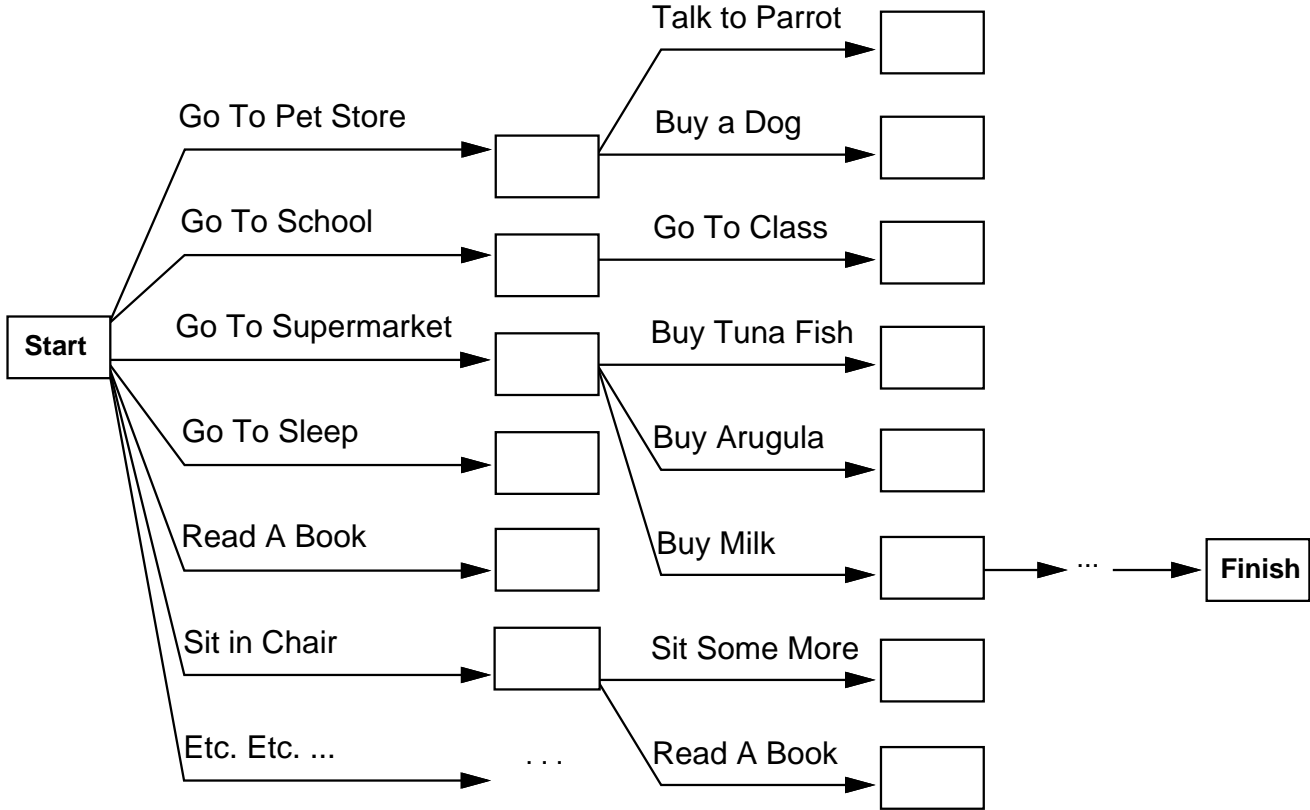 Talk to Parrot
Go To Pet Store
Buy a Dog
Go To School
Go To Class
Go To Supermarket
Buy Tuna Fish
Start
Go To Sleep
Buy Arugula
Read A Book
Buy Milk
...
Finish
Sit in Chair
Sit Some More
Etc. Etc. ...
. . .
Read A Book